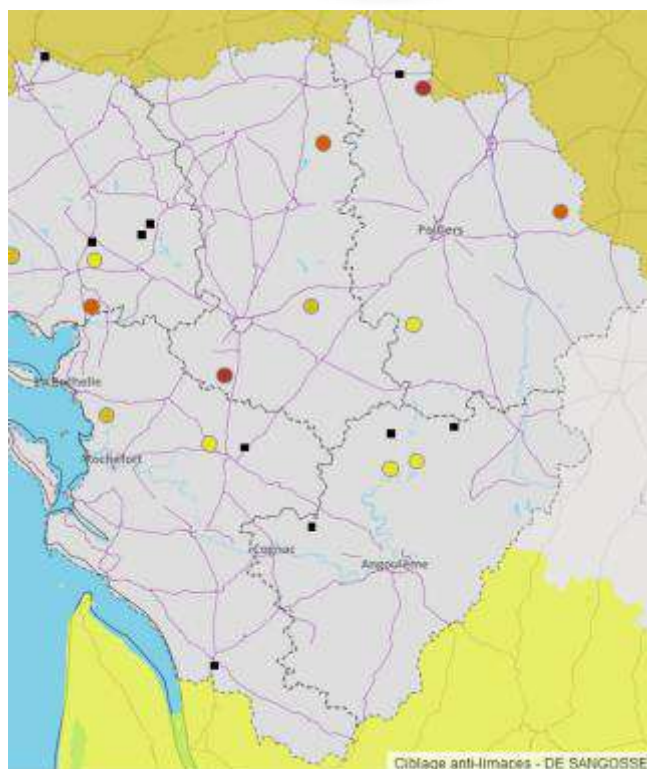 Poitiers
La Rochelle
Rochefort
Cognac
Angoulême
Ciblage anti-limaces - DE SANGOSSE